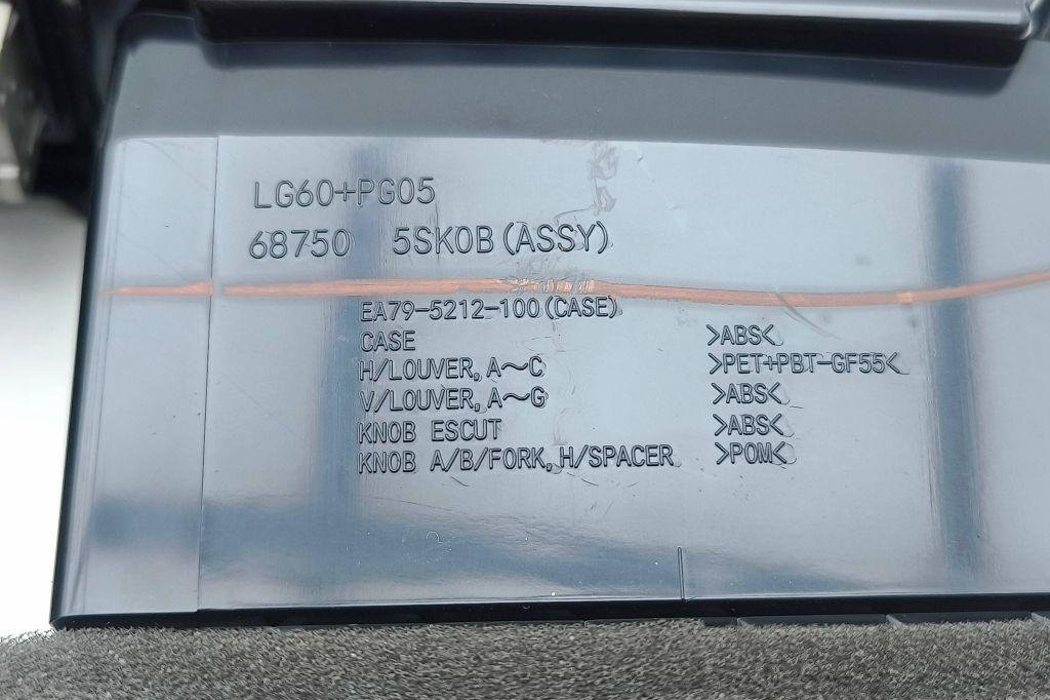 LG60+PG05
68750 5SK0B(ASSY)
EA79-5212-100(CASE)
CASE >ABS<
H/LOUVER, A~C >PET+PBT-GF55<
V/LOUVER, A~G >ABS<
KNOB ESCUT >ABS<
KNOB A/B/FORK, H/SPACER >POM<